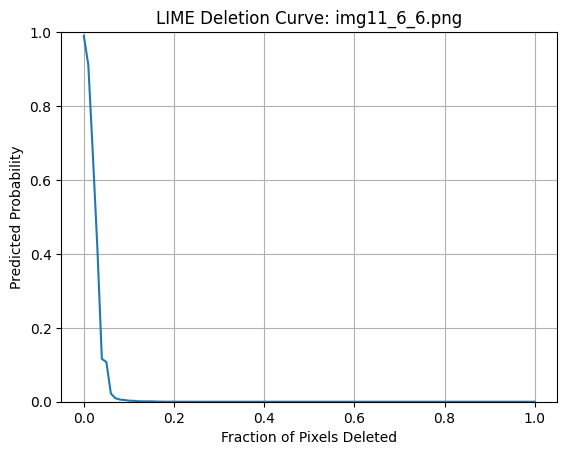 LIME Deletion Curve: img11_6_6.png
1.0
0.8
0.6
0.4
0.2
0.0
Predicted Probability
0.0 0.2 0.4 0.6 0.8 1.0
Fraction of Pixels Deleted